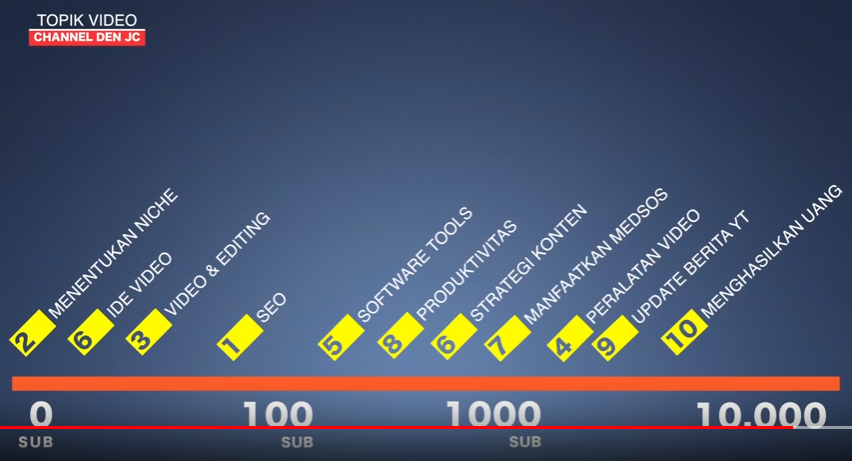 TOPIK VIDEO
CHANNEL DEN JC
2 MENENTUKAN NICHE
6 IDE VIDEO
3 VIDEO & EDITING
1 SEO
5 SOFTWARE TOOLS
8 PRODUKTIVITAS
6 STRATEGI KONTEN
7 MANFAATKAN MEDSOS
4 PERALATAN VIDEO
9 UPDATE BERITA YT
10 MENGHASILKAN UANG
0 100 1000 10.000
SUB SUB SUB